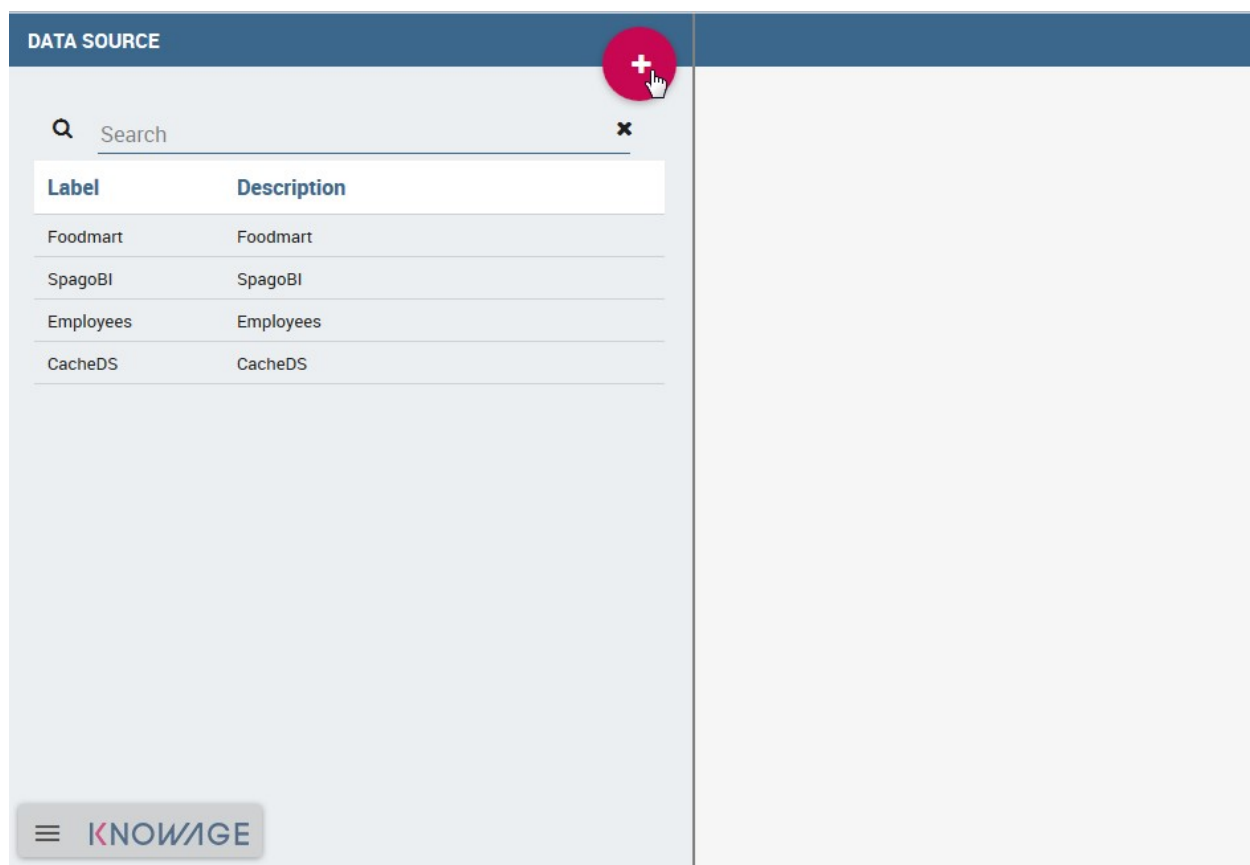 DATA SOURCE
Search
Label Description
Foodmart Foodmart
SpagoBI SpagoBI
Employees Employees
CacheDS CacheDS
KNOWAGE